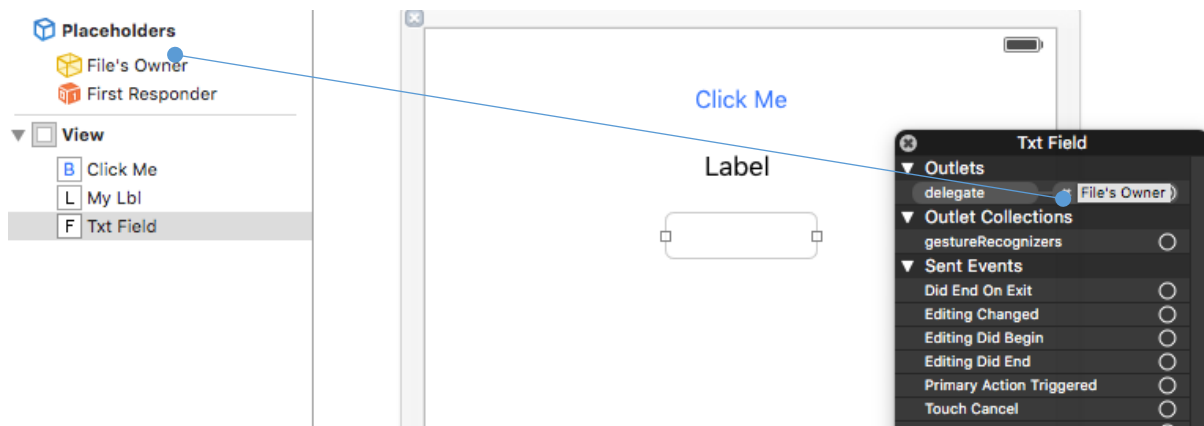 Placeholders
File's Owner
First Responder
View
B Click Me
L My Lbl
F Txt Field
Click Me
Label
Txt Field
Outlets
delegate File's Owner
Outlet Collections
gestureRecognizers
Sent Events
Did End On Exit
Editing Changed
Editing Did Begin
Editing Did End
Primary Action Triggered
Touch Cancel